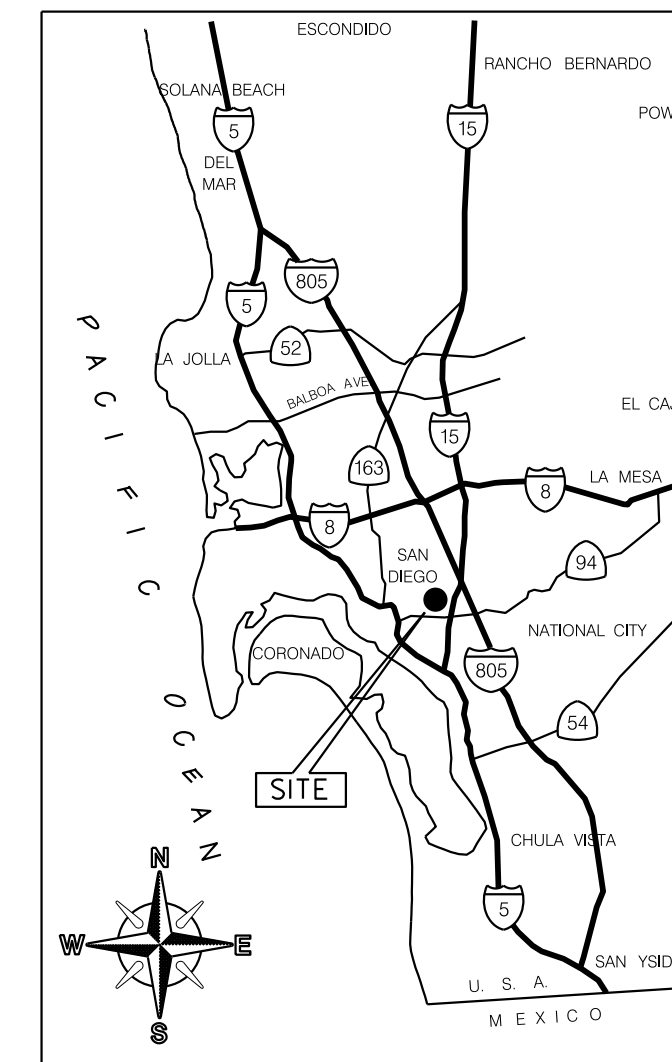 ESCONDIDO
RANCHO BERNARDO
SOLANA BEACH
POW
5
15
DEL
MAR
805
5
52
LA JOLLA
BALBOA AVE
EL CA
15
163
LA MESA
8
8
SAN
DIEGO
94
PACIFIC OCEAN
NATIONAL CITY
CORONADO
805
54
SITE
CHULA VISTA
N
W
E
S
5
SAN YSID
U. S. A.
MEXICO